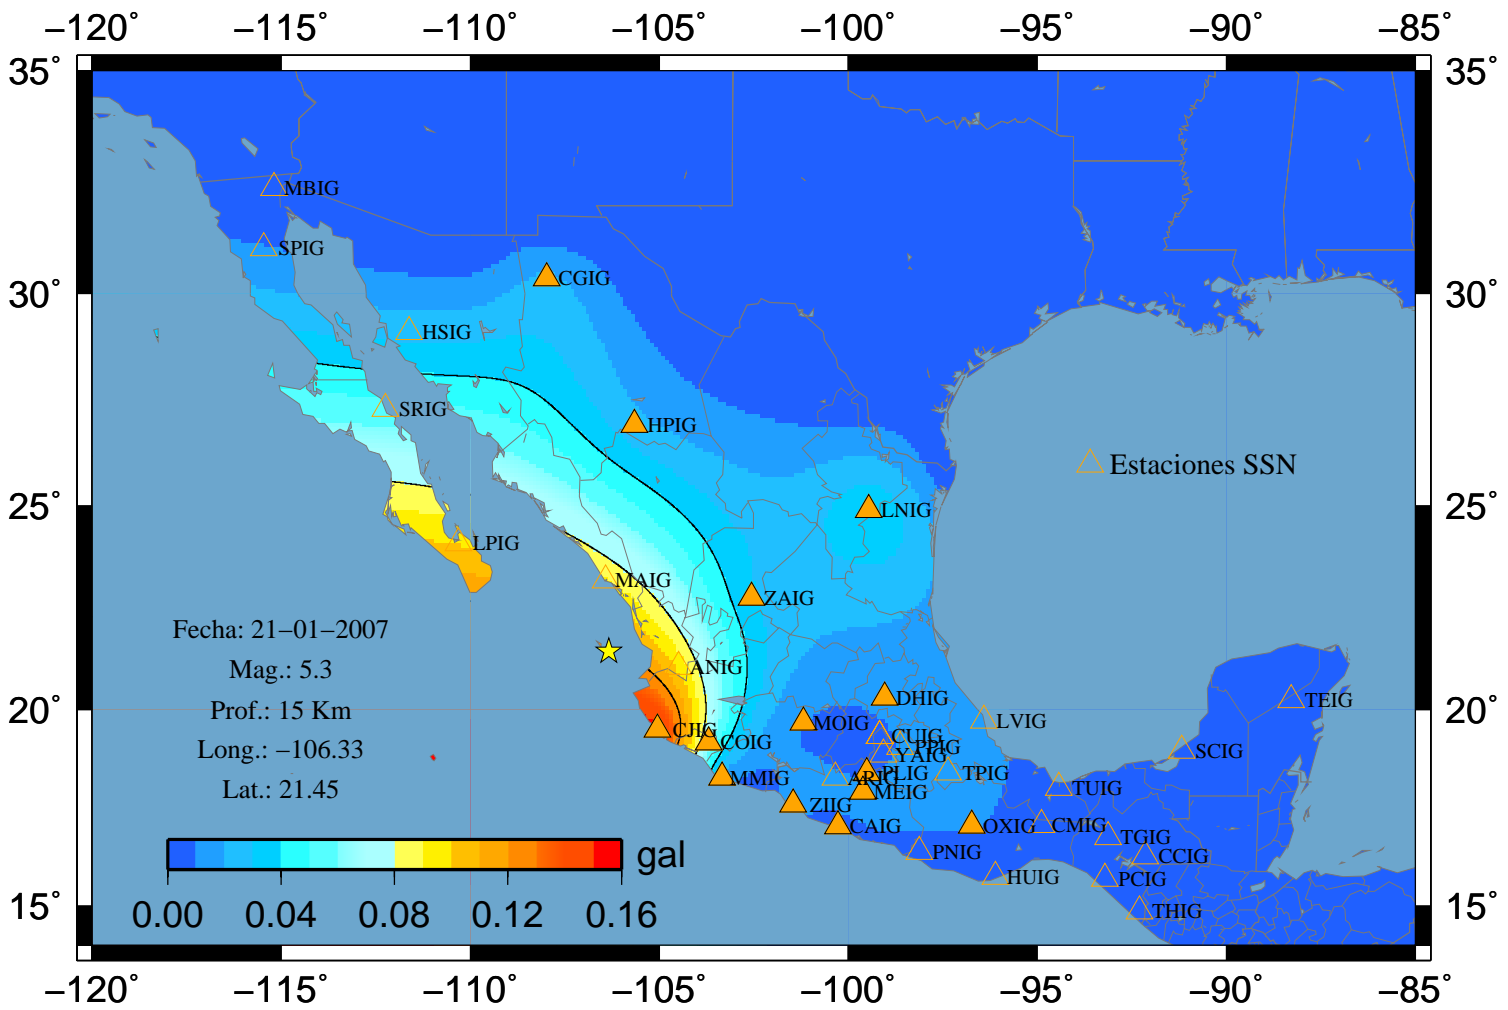 −120° −115° −110° −105° −100° −95° −90° −85°
35° 35°
MBIG
SPIG
30° CGIG 30°
HSIG
SRIG
HPIG
Estaciones SSN
25° LNIG 25°
LPIG
MAIG
ZAIG
Fecha: 21−01−2007
Mag.: 5.3
ANIG
DHIG
TEIG
20° Prof.: 15 Km 20°
MOIG
LVIG
CJIG
CUIG
COIG
PPIG
Long.: −106.33
SCIG
YAIG
PLIG
TPIG
MMIG
ARIG
Lat.: 21.45
MEIG
TUIG
ZIIG
CAIG
OXIG
CMIG
TGIG
PNIG
gal
CCIG
HUIG
PCIG
15° THIG 15°
0.00 0.04 0.08 0.12 0.16
−120° −115° −110° −105° −100° −95° −90° −85°